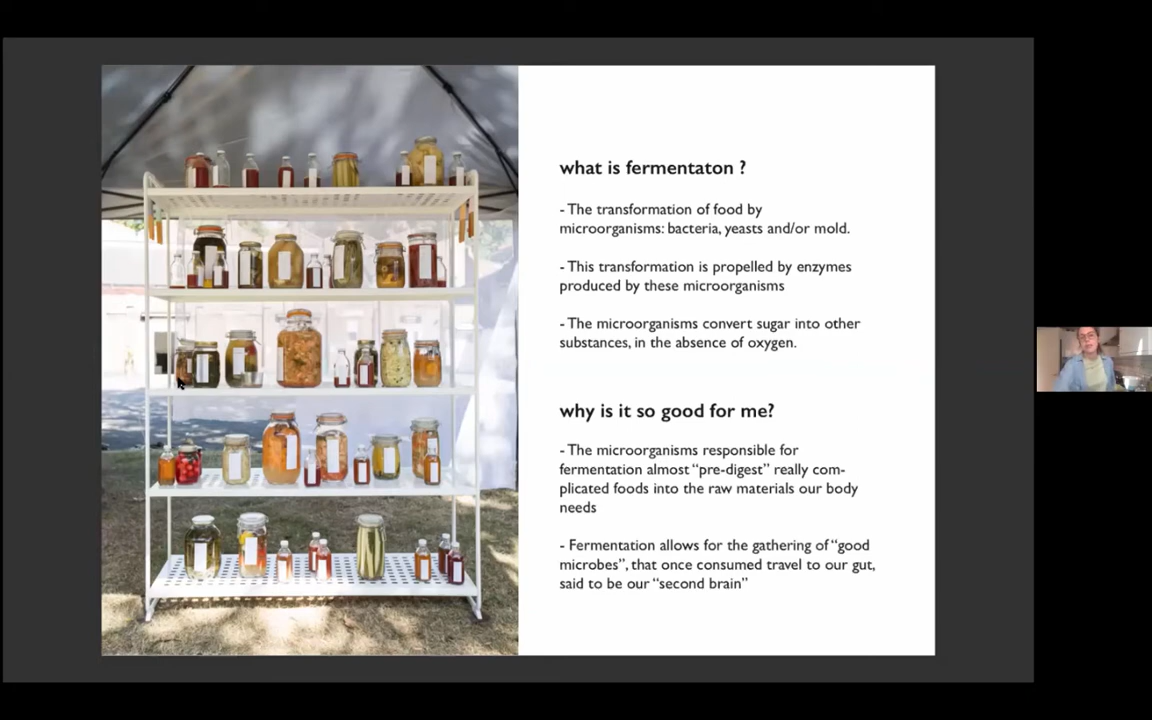 what is fermentaton ?
- The transformation of food by
microorganisms: bacteria, yeasts and/or mold.
- This transformation is propelled by enzymes
produced by these microorganisms
- The microorganisms convert sugar into other
substances, in the absence of oxygen.
why is it so good for me?
- The microorganisms responsible for
fermentation almost “pre-digest” really com-
plicated foods into the raw materials our body
needs
- Fermentation allows for the gathering of “good
microbes”, that once consumed travel to our gut,
said to be our “second brain”